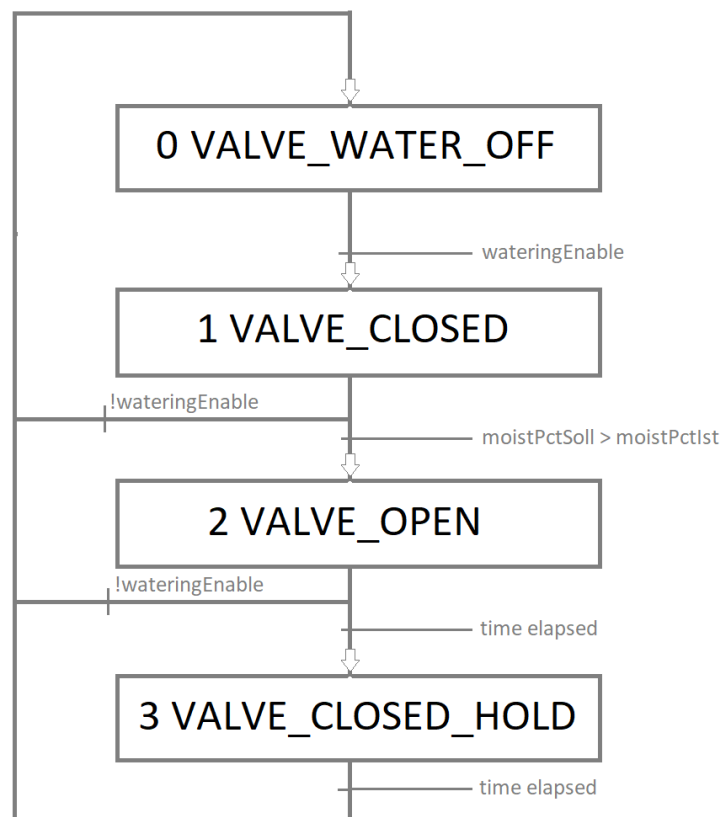 0 VALVE_WATER_OFF
wateringEnable
1 VALVE_CLOSED
!wateringEnable
moistPctSoll > moistPctIst
2 VALVE_OPEN
!wateringEnable
time elapsed
3 VALVE_CLOSED_HOLD
time elapsed